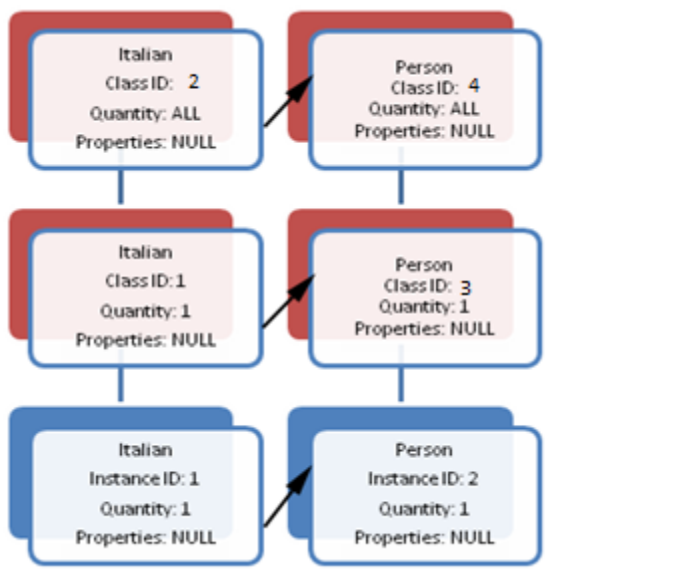 Italian
Class ID: 2
Quantity: ALL
Properties: NULL
Person
Class ID: 4
Quantity: ALL
Properties: NULL
Italian
Class ID: 1
Quantity: 1
Properties: NULL
Person
Class ID: 3
Quantity: 1
Properties: NULL
Italian
Instance ID: 1
Quantity: 1
Properties: NULL
Person
Instance ID: 2
Quantity: 1
Properties: NULL